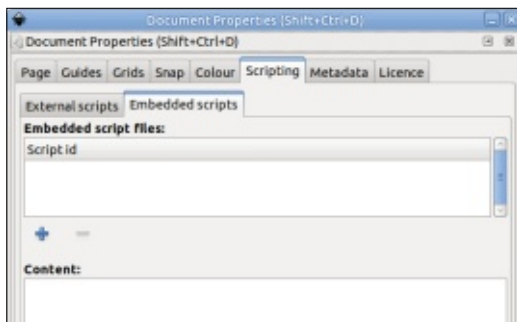 Document Properties (Shift+Ctrl+D)
Document Properties (Shift+Ctrl+D)
Page Guides Grids Snap Colour Scripting Metadata Licence
External scripts Embedded scripts
Embedded script files:
Script id
Content: